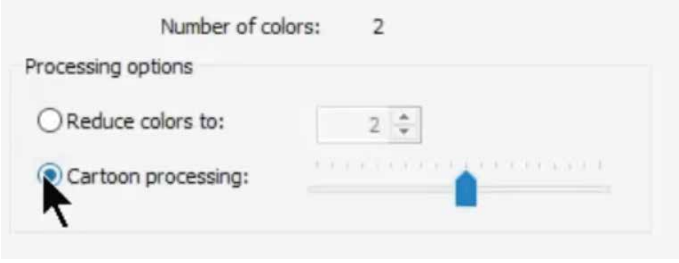 Number of colors: 2
Processing options
Reduce colors to: 2
Cartoon processing: